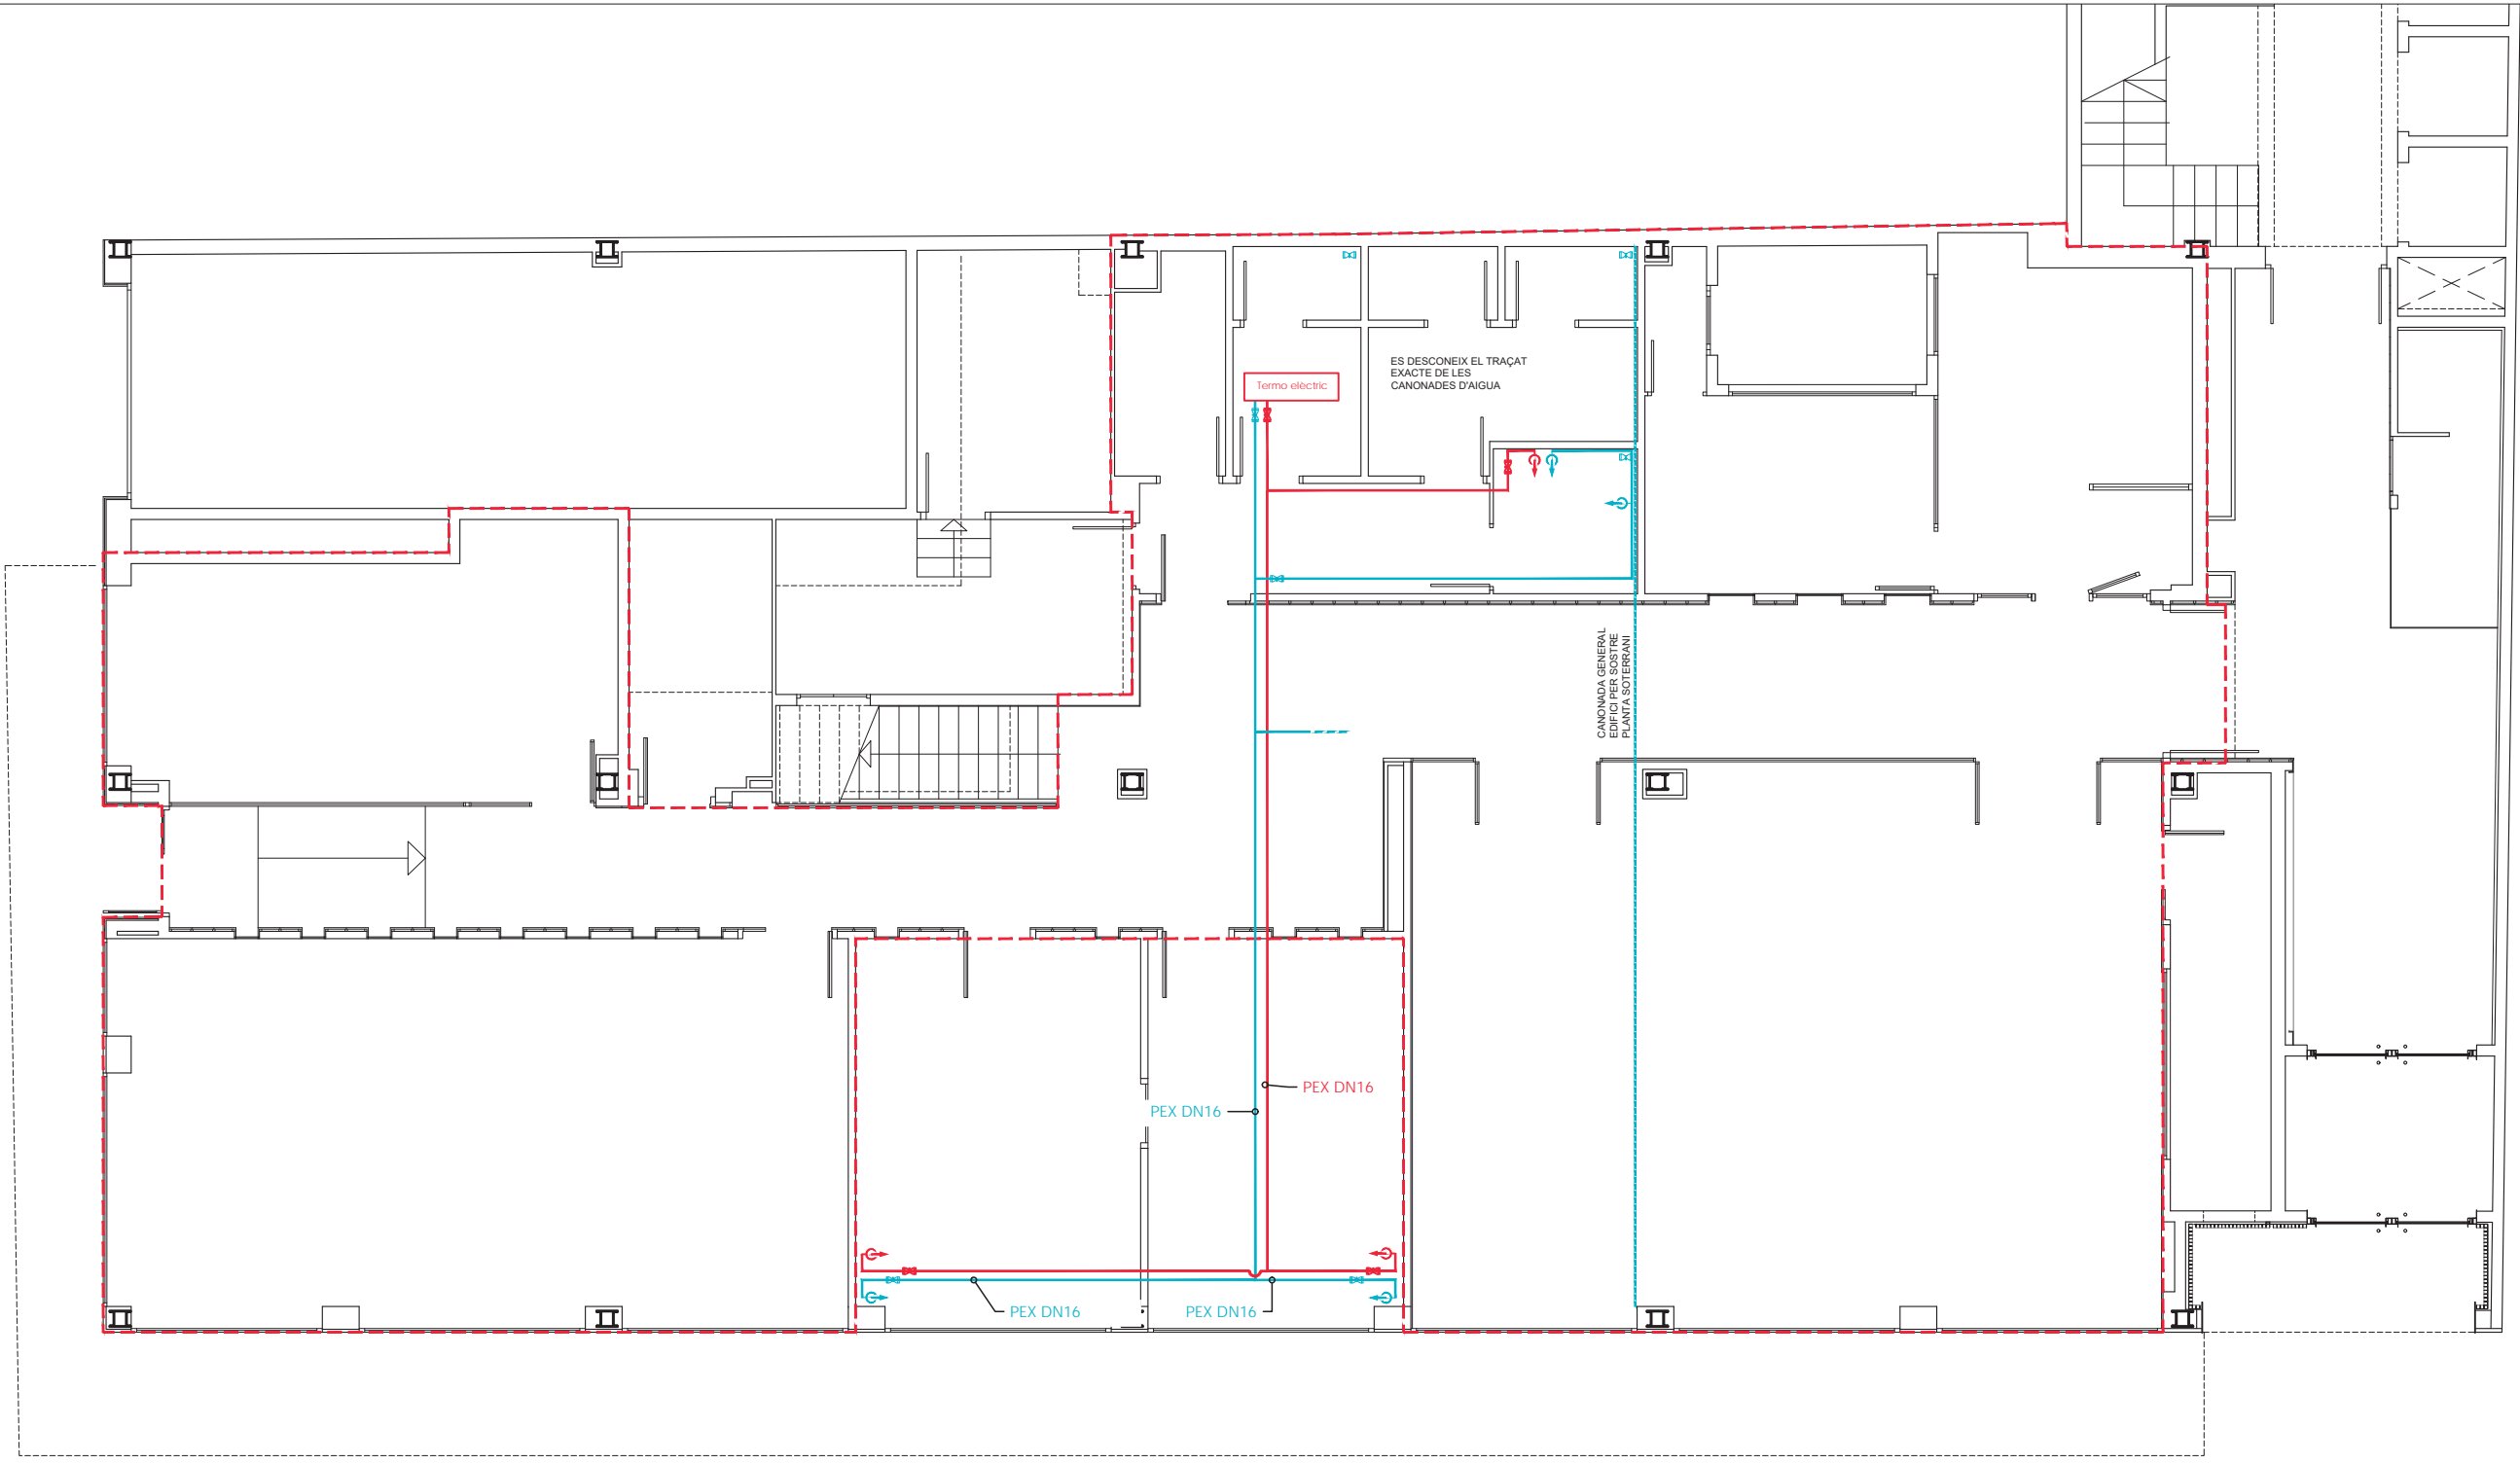 ES DESCONEIX EL TRAÇAT
EXACTE DE LES
CANONADES D'AIGUA
Termo elèctric
CANONADA GENERAL
EDIFICI PER SOSTRE
PLANTA SOTERRANI
PEX DN16
PEX DN16
PEX DN16
PEX DN16